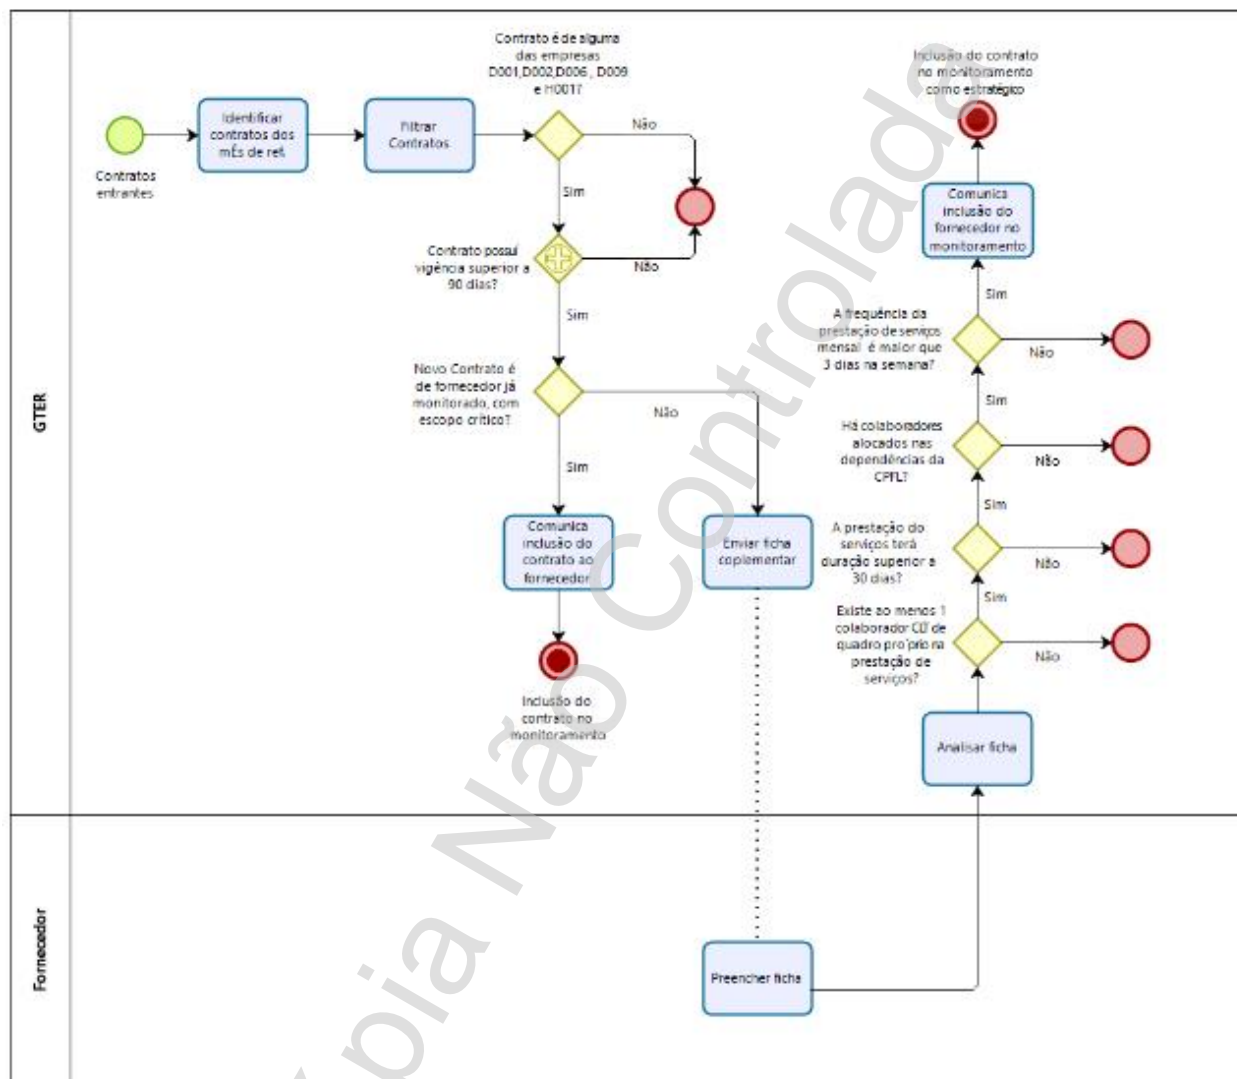 GTER
Contratos
entrantes
Identificar
contratos dos
mÊs de ref.
Filtrar
Contratos
Contrato é de alguma
das empresas
D001,D002,D006, D009
e H001?
Não
Sim
Contrato possui
vigência superior a
90 dias?
Não
Sim
Novo Contrato é
de fornecedor já
monitorado, com
escopo crítico?
Não
Sim
Comunica
inclusão do
contrato ao
fornecedor
Inclusão do
contrato no
monitoramento
Enviar ficha
coplementar
Inclusão do contrato
no monitoramento
como estratégico
Comunica
inclusão do
fornecedor no
monitoramento
Sim
A frequência da
prestação de serviços
mensal é maior que
3 dias na semana?
Não
Sim
Há colaboradores
alocados nas
dependências da
CPFL?
Não
Sim
A prestação do
serviços terá
duração superior a
30 dias?
Não
Sim
Existe ao menos 1
colaborador de
quadro pro´prio na
prestação de
serviços?
Não
Analisar ficha
Fornecedor
Preencher ficha
pia Não Controlada